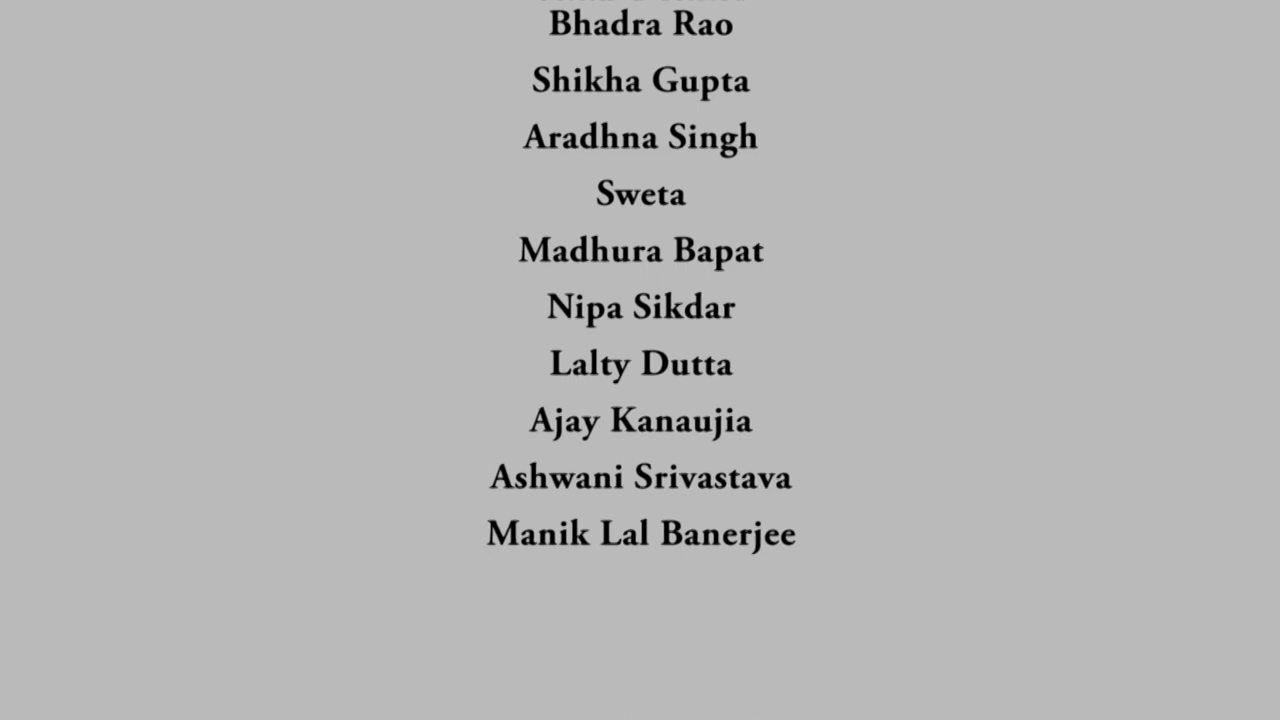 Bhadra Rao
Shikha Gupta
Aradhna Singh
Sweta
Madhura Bapat
Nipa Sikdar
Lalty Dutta
Ajay Kanaujia
Ashwani Srivastava
Manik Lal Banerjee